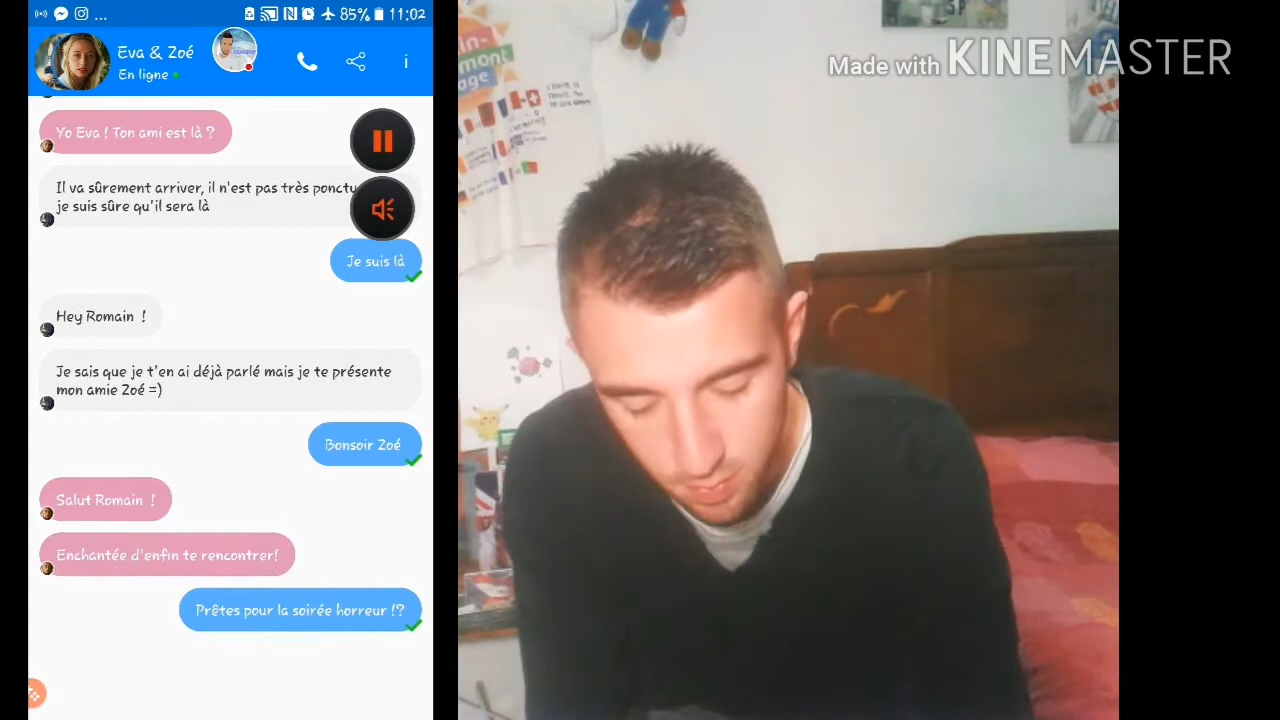 ... 85% 11:02
Eva & Zoé
En ligne
Yo Eva ! Ton ami est là ?
Il va sûrement arriver, il n'est pas très
je suis sûre qu'il sera là
Je suis là
Hey Romain !
Je sais que je t'en ai déjà parlé mais je te présente
mon amie Zoé =)
Bonsoir Zoé
Salut Romain !
Enchantée d'enfin te rencontrer!
Prêtes pour la soirée horreur !?
Made with KINEMASTER